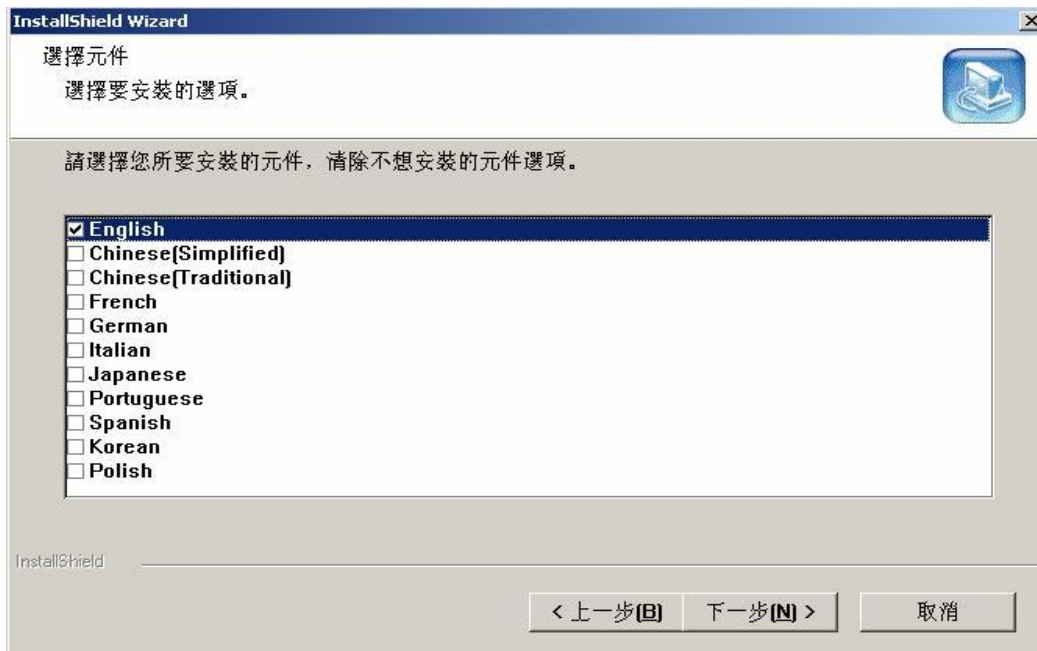 InstallShield Wizard
選擇元件
選擇要安裝的選項。
請選擇您所要安裝的元件，清除不想安裝的元件選項。
English
Chinese(Simplified)
Chinese(Traditional)
French
German
Italian
Japanese
Portuguese
Spanish
Korean
Polish
InstallShield
< 上一步(B) 下一步(N) > 取消